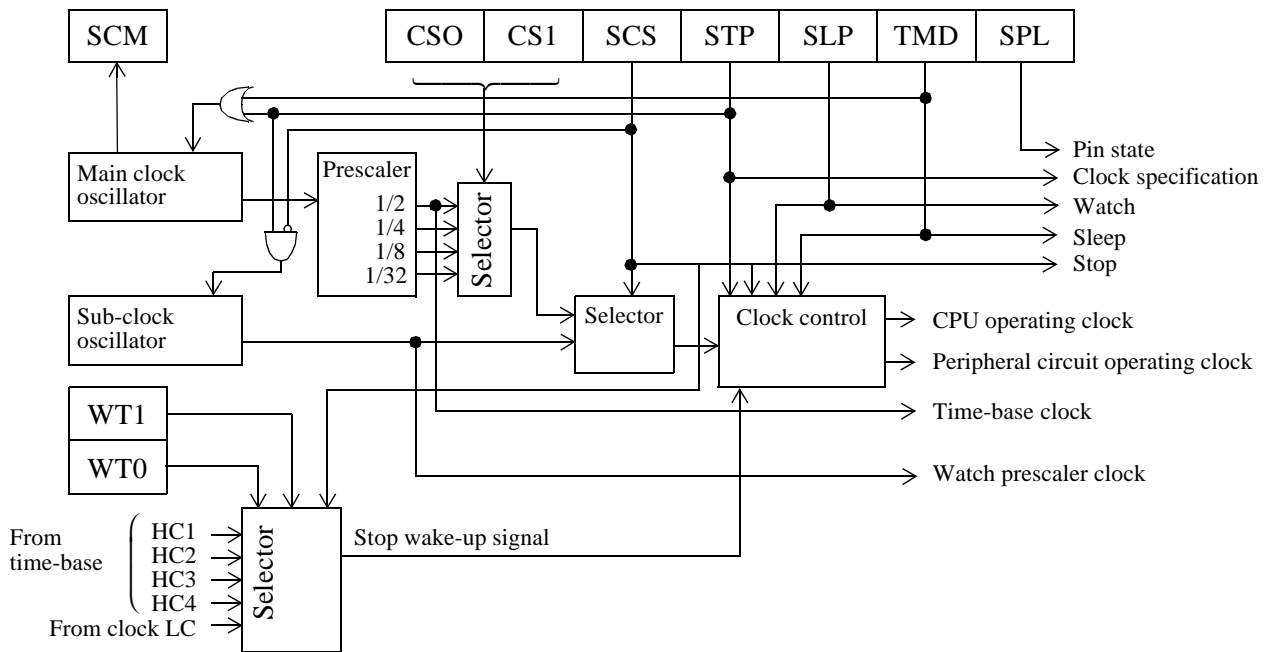 SCM
CSO CS1 SCS STP SLP TMD SPL
Main clock
oscillator
Prescaler
1/2
1/4
1/8
1/32
Selector
Pin state
Clock specification
Watch
Sleep
Stop
Sub-clock
oscillator
Selector
Clock control
CPU operating clock
Peripheral circuit operating clock
Time-base clock
Watch prescaler clock
WT1
WT0
From
time-base
HC1
HC2
HC3
HC4
From clock LC
Selector
Stop wake-up signal